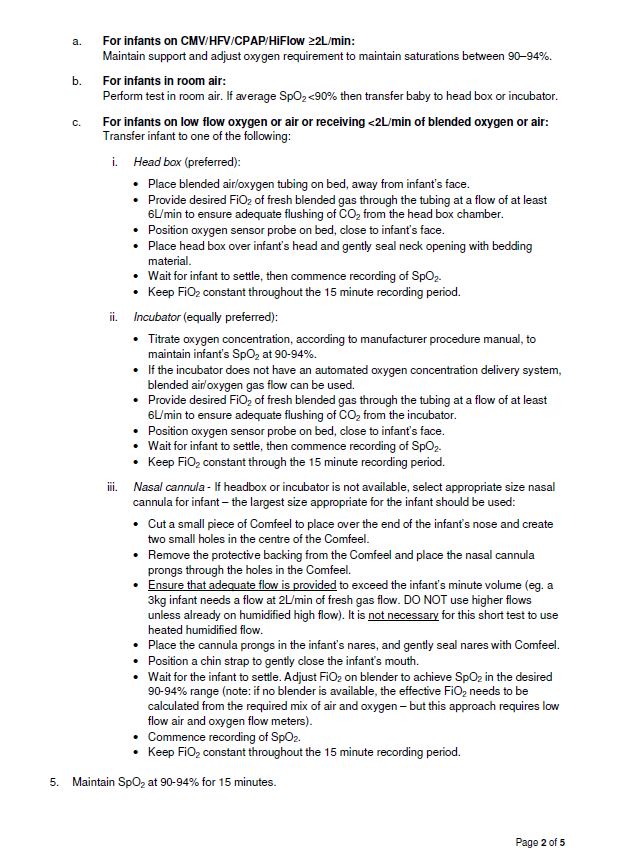 a. For infants on CMV/HFV/CPAP/HiFlow ≥2L/min:
Maintain support and adjust oxygen requirement to maintain saturations between 90–94%.
b. For infants in room air:
Perform test in room air. If average SpO₂<90% then transfer baby to head box or incubator.
c. For infants on low flow oxygen or air or receiving <2L/min of blended oxygen or air:
Transfer infant to one of the following:
i. Head box (preferred):
• Place blended air/oxygen tubing on bed, away from infant's face.
• Provide desired FiO₂ of fresh blended gas through the tubing at a flow of at least
6L/min to ensure adequate flushing of CO₂ from the head box chamber.
• Position oxygen sensor probe on bed, close to infant's face.
• Place head box over infant's head and gently seal neck opening with bedding
material.
• Wait for infant to settle, then commence recording of SpO₂.
• Keep FiO₂ constant throughout the 15 minute recording period.
ii. Incubator (equally preferred):
• Titrate oxygen concentration, according to manufacturer procedure manual, to
maintain infant's SpO₂ at 90-94%.
• If the incubator does not have an automated oxygen concentration delivery system,
blended air/oxygen gas flow can be used.
• Provide desired FiO₂ of fresh blended gas through the tubing at a flow of at least
6L/min to ensure adequate flushing of CO₂ from the incubator.
• Position oxygen sensor probe on bed, close to infant's face.
• Wait for infant to settle, then commence recording of SpO₂.
• Keep FiO₂ constant through the 15 minute recording period.
iii. Nasal cannula - If headbox or incubator is not available, select appropriate size nasal
cannula for infant – the largest size appropriate for the infant should be used:
• Cut a small piece of Comfeel to place over the end of the infant's nose and create
two small holes in the centre of the Comfeel.
• Remove the protective backing from the Comfeel and place the nasal cannula
prongs through the holes in the Comfeel.
• Ensure that adequate flow is provided to exceed the infant's minute volume (eg. a
3kg infant needs a flow at 2L/min of fresh gas flow. DO NOT use higher flows
unless already on humidified high flow). It is not necessary for this short test to use
heated humidified flow.
• Place the cannula prongs in the infant's nares, and gently seal nares with Comfeel.
• Position a chin strap to gently close the infant's mouth.
• Wait for the infant to settle. Adjust FiO₂ on blender to achieve SpO₂ in the desired
90-94% range (note: if no blender is available, the effective FiO₂ needs to be
calculated from the required mix of air and oxygen – but this approach requires low
flow air and oxygen flow meters).
• Commence recording of SpO₂.
• Keep FiO₂ constant throughout the 15 minute recording period.
5. Maintain SpO₂ at 90-94% for 15 minutes.
Page 2 of 5